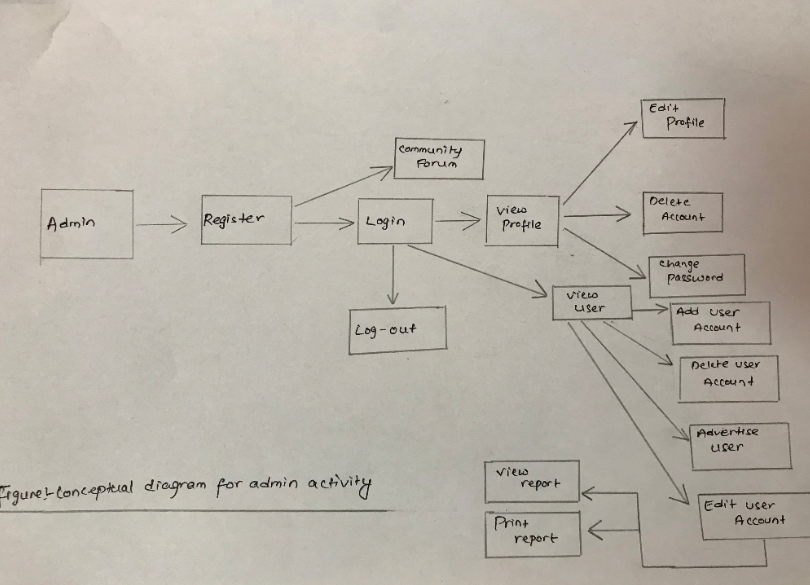 Edit
Profile
Community
Forum
Admin
Register
Login
View
Profile
Delete
Account
Change
Password
View
User
Add user
Account
Log-out
Delete user
Account
Advertise
user
View
report
Figure:-Conceptual diagram for admin activity
Edit user
Account
Print
report